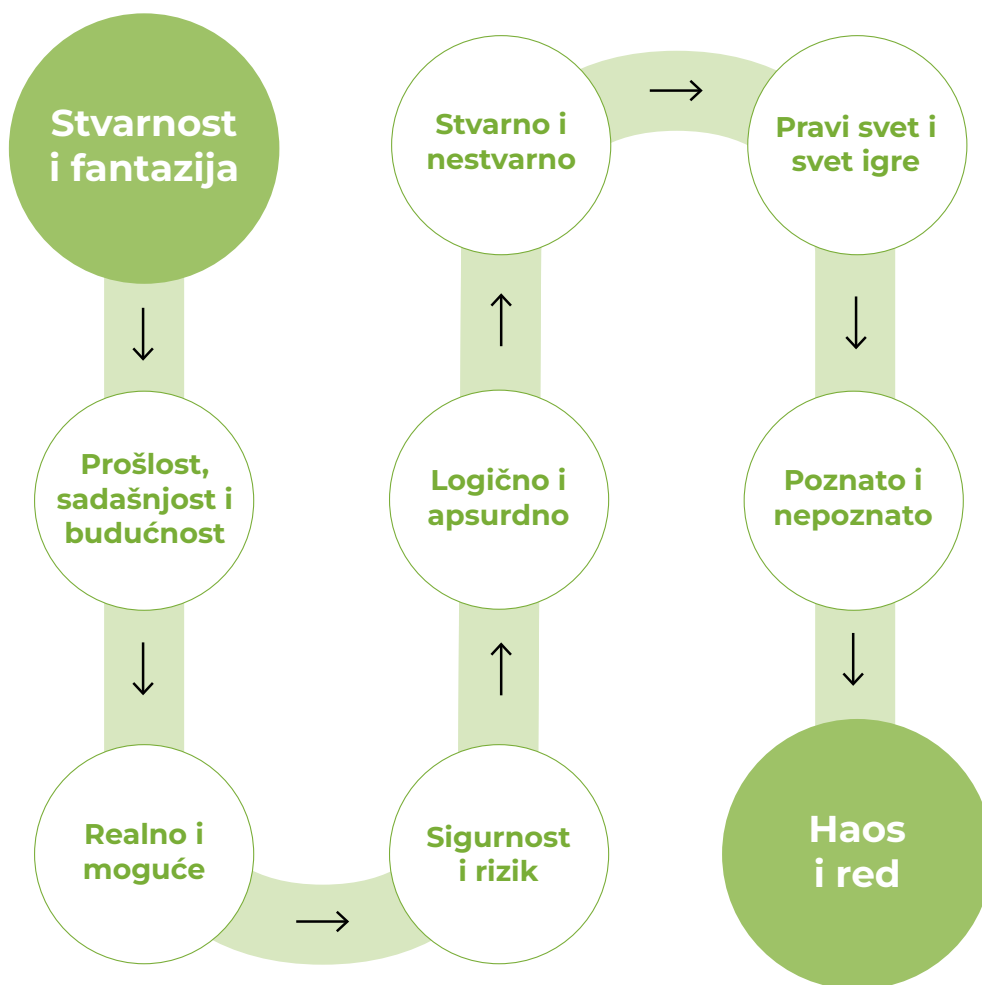 Stvarnost
i fantazija
Prošlost,
sadašnjost i
budućnost
Realno i
moguće
Sigurnost
i rizik
Logično i
apsurdno
Stvarno i
nestvarno
Pravi svet i
svet igre
Poznato i
nepoznato
Haos
i red